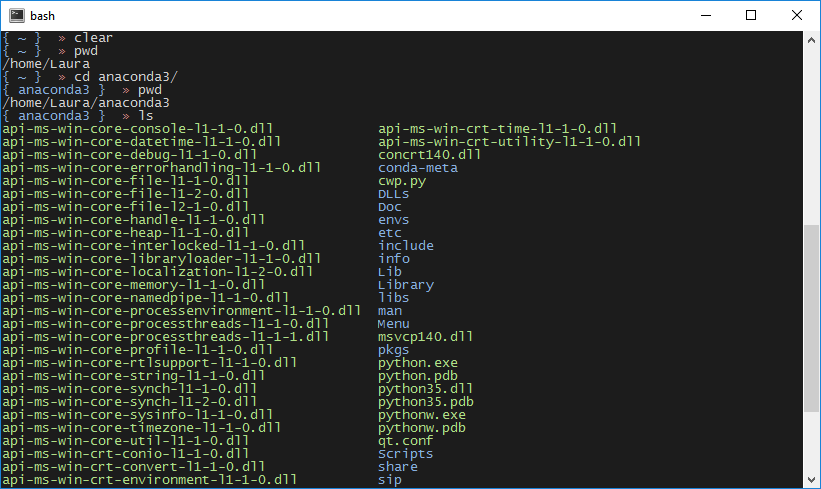 bash
{ ~ }  » clear
{ ~ }  » pwd
/home/Laura
{ ~ }  » cd anaconda3/
{ anaconda3 }  » pwd
/home/Laura/anaconda3
{ anaconda3 }  » ls
api-ms-win-core-console-l1-1-0.dll             api-ms-win-crt-time-l1-1-0.dll
api-ms-win-core-datetime-l1-1-0.dll            api-ms-win-crt-utility-l1-1-0.dll
api-ms-win-core-debug-l1-1-0.dll               concrt140.dll
api-ms-win-core-errorhandling-l1-1-0.dll       conda-meta
api-ms-win-core-file-l1-1-0.dll                cwp.py
api-ms-win-core-file-l1-2-0.dll                DLLs
api-ms-win-core-file-l2-1-0.dll                Doc
api-ms-win-core-handle-l1-1-0.dll              envs
api-ms-win-core-heap-l1-1-0.dll                etc
api-ms-win-core-interlocked-l1-1-0.dll         include
api-ms-win-core-libraryloader-l1-1-0.dll       info
api-ms-win-core-localization-l1-2-0.dll        Lib
api-ms-win-core-memory-l1-1-0.dll              Library
api-ms-win-core-namedpipe-l1-1-0.dll           libs
api-ms-win-core-processenvironment-l1-1-0.dll  man
api-ms-win-core-processthreads-l1-1-0.dll      Menu
api-ms-win-core-processthreads-l1-1-1.dll      msvcp140.dll
api-ms-win-core-profile-l1-1-0.dll             pkgs
api-ms-win-core-rtlsupport-l1-1-0.dll          python.exe
api-ms-win-core-string-l1-1-0.dll              python.pdb
api-ms-win-core-synch-l1-1-0.dll               python35.dll
api-ms-win-core-synch-l1-2-0.dll               python35.pdb
api-ms-win-core-sysinfo-l1-1-0.dll             pythonw.exe
api-ms-win-core-timezone-l1-1-0.dll            pythonw.pdb
api-ms-win-core-util-l1-1-0.dll                qt.conf
api-ms-win-crt-conio-l1-1-0.dll                Scripts
api-ms-win-crt-convert-l1-1-0.dll              share
api-ms-win-crt-environment-l1-1-0.dll          sip